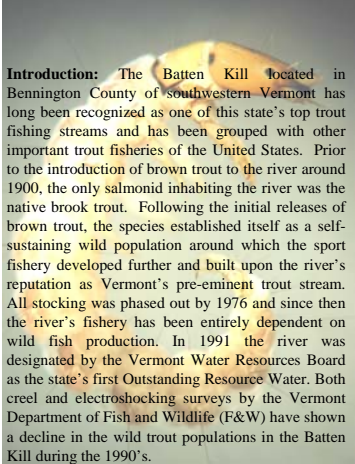 Introduction: The Batten Kill located in
Bennington County of southwestern Vermont has
long been recognized as one of this state's top trout
fishing streams and has been grouped with other
important trout fisheries of the United States. Prior
to the introduction of brown trout to the river around
1900, the only salmonid inhabiting the river was the
native brook trout. Following the initial releases of
brown trout, the species established itself as a self-
sustaining wild population around which the sport
fishery developed further and built upon the river's
reputation as Vermont's pre-eminent trout stream.
All stocking was phased out by 1976 and since then
the river's fishery has been entirely dependent on
wild fish production. In 1991 the river was
designated by the Vermont Water Resources Board
as the state's first Outstanding Resource Water. Both
creel and electroshocking surveys by the Vermont
Department of Fish and Wildlife (F&W) have shown
a decline in the wild trout populations in the Batten
Kill during the 1990's.